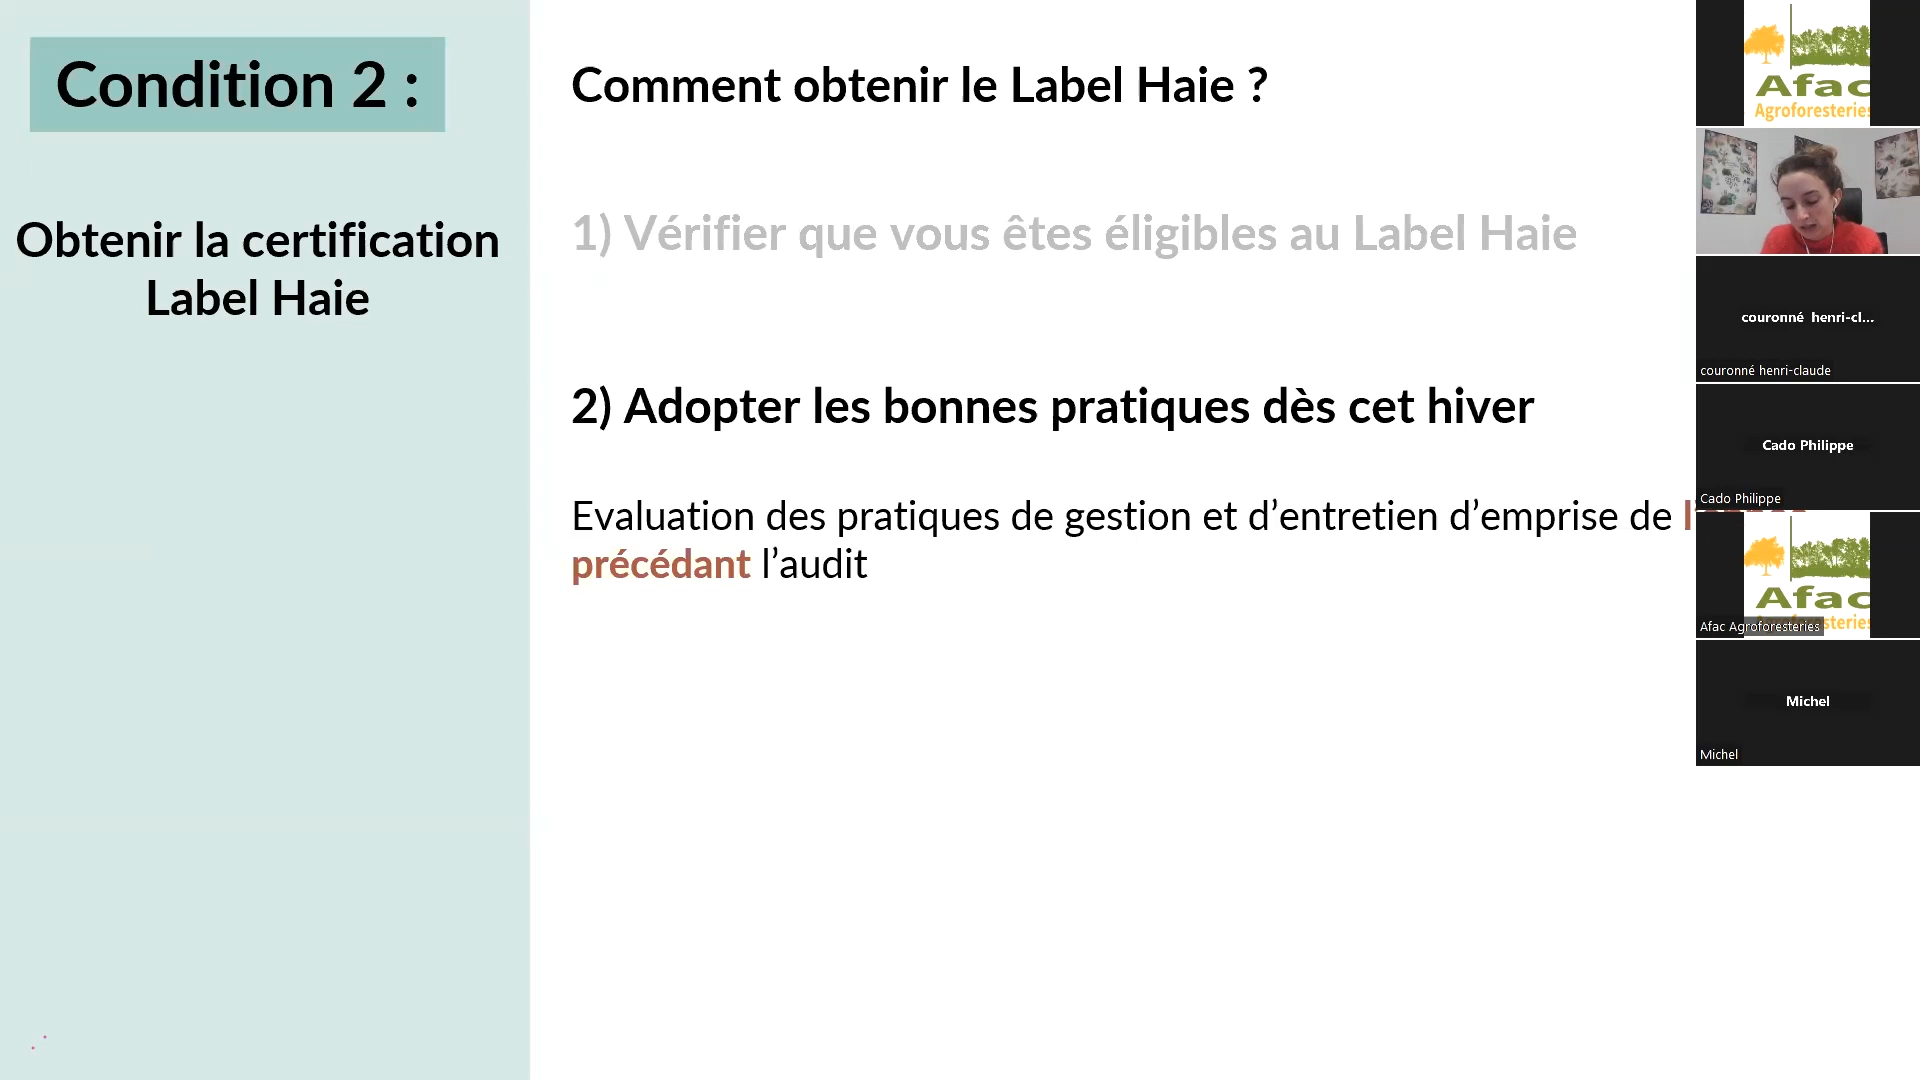 Condition 2 :
Obtenir la certification
Label Haie
Comment obtenir le Label Haie ?
1) Vérifier que vous êtes éligibles au Label Haie
2) Adopter les bonnes pratiques dès cet hiver
Evaluation des pratiques de gestion et d’entretien d’emprise de
précédant l’audit
Afac
Agroforesteries
couronné henri-cl...
couronné henri-claude
Cado Philippe
Cado Philippe
Afac
Afac Agroforesteries
Michel
Michel